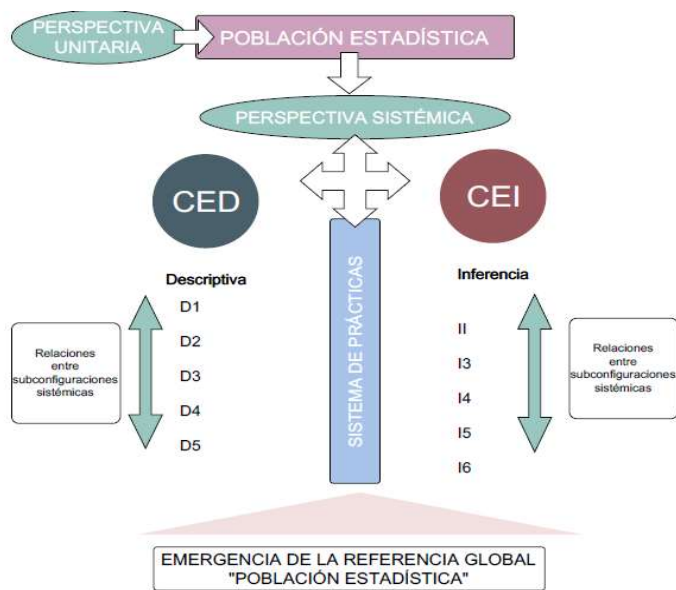 PERSPECTIVA
UNITARIA
POBLACIÓN ESTADÍSTICA
PERSPECTIVA SISTÉMICA
CED
CEI
Descriptiva
D1
D2
D3
D4
D5
Relaciones
entre
subconfiguraciones
sistémicas
SISTEMA DE PRÁCTICAS
Inferencia
II
I3
I4
I5
I6
Relaciones
entre
subconfiguraciones
sistémicas
EMERGENCIA DE LA REFERENCIA GLOBAL
"POBLACIÓN ESTADÍSTICA"